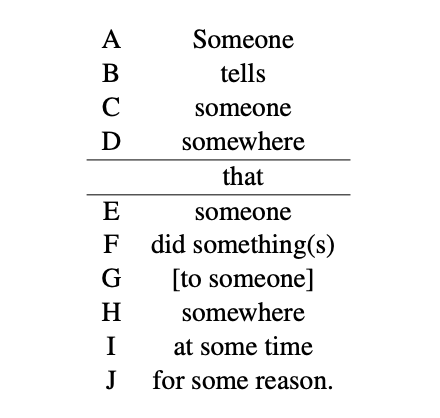 A Someone
B tells
C someone
D somewhere
that
E someone
F did something(s)
G [to someone]
H somewhere
I at some time
J for some reason.